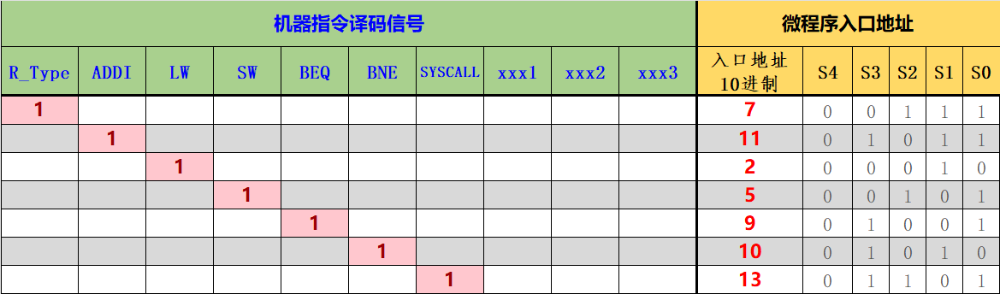 机器指令译码信号 微程序入口地址
R_Type ADDI LW SW BEQ BNE SYSCALL xxx1 xxx2 xxx3 入口地址 10进制 S4 S3 S2 S1 S0
1 7 0 0 1 1 1
1 11 0 1 0 1 1
1 2 0 0 0 1 0
1 5 0 0 1 0 1
1 9 0 1 0 0 1
1 10 0 1 0 1 0
1 13 0 1 1 0 1